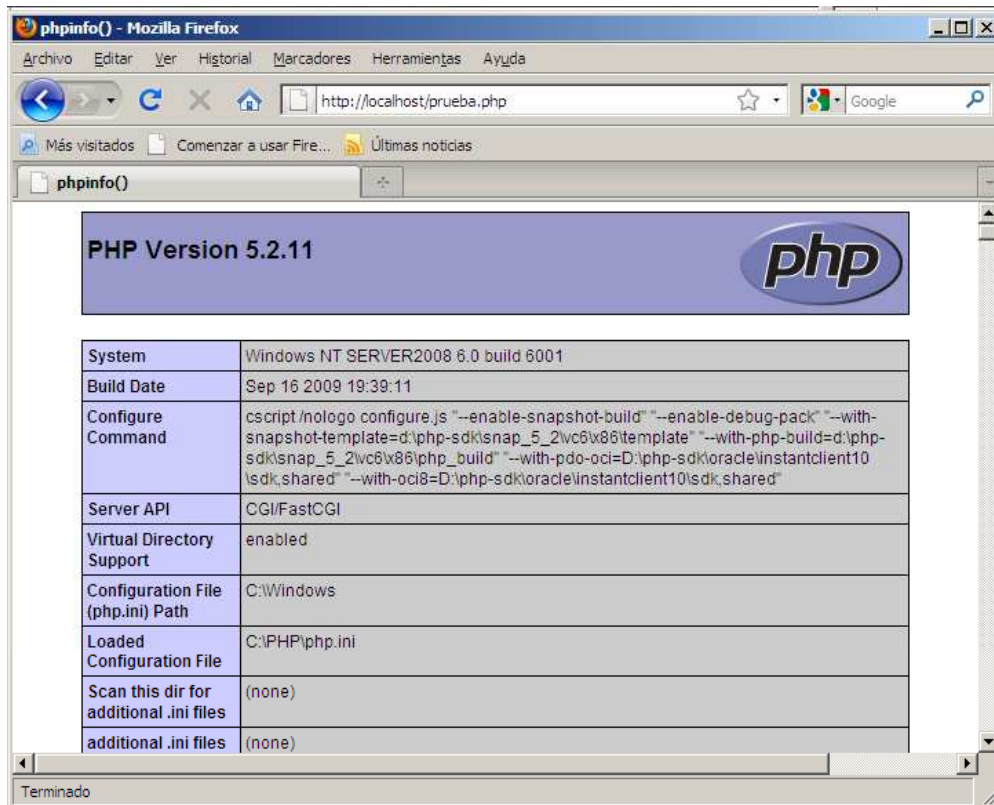 phpinfo() - Mozilla Firefox
Archivo Editar Ver Historial Marcadores Herramientas Ayuda
http://localhost/prueba.php
Google
Más visitados Comenzar a usar Fire... Últimas noticias
phpinfo()
PHP Version 5.2.11
php
System Windows NT SERVER2008 6.0 build 6001
Build Date Sep 16 2009 19:39:11
Configure Command
cscript /nologo configure.js "--enable-snapshot-build" "--enable-debug-pack" "--with-
snapshot-template=d:\php-sdk\snap_5_2\vc6\x86\template" "--with-php-build=d:\php-
sdk\snap_5_2\vc6\x86\php_build" "--with-pdo-oci=D:\php-sdk\oracle\instantclient10
\sdk,shared" "--with-oci8=D:\php-sdk\oracle\instantclient10\sdk,shared"
Server API CGI/FastCGI
Virtual Directory
Support
enabled
Configuration File
(php.ini) Path
C:\Windows
Loaded
Configuration File
C:\PHP\php.ini
Scan this dir for
additional .ini files
(none)
additional .ini files (none)
Terminado